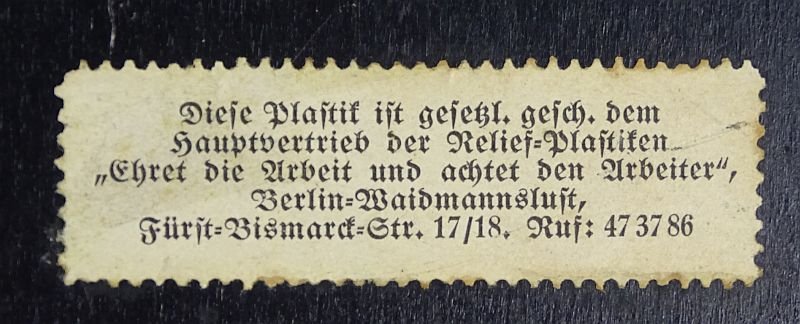 Dieſe Plaſtik iſt geſetzl. geſch. dem
Hauptvertrieb der Relief=Plaſtiken
„Ehret die Arbeit und achtet den Arbeiter“,
Berlin=Waidmannsluſt,
Fürſt=Bismarck=Str. 17/18. Ruf: 47 37 86